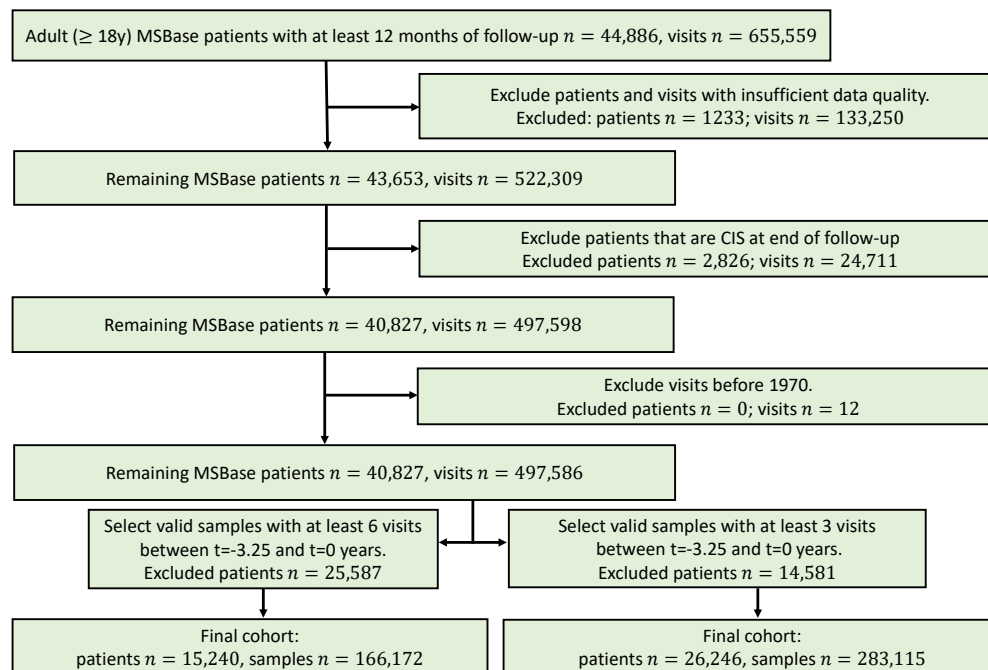 Adult (≥ 18y) MSBase patients with at least 12 months of follow-up n = 44,886, visits n = 655,559
Exclude patients and visits with insufficient data quality.
Excluded: patients n = 1233; visits n = 133,250
Remaining MSBase patients n = 43,653, visits n = 522,309
Exclude patients that are CIS at end of follow-up
Excluded patients n = 2,826; visits n = 24,711
Remaining MSBase patients n = 40,827, visits n = 497,598
Exclude visits before 1970.
Excluded patients n = 0; visits n = 12
Remaining MSBase patients n = 40,827, visits n = 497,586
Select valid samples with at least 6 visits
between t=-3.25 and t=0 years.
Excluded patients n = 25,587
Select valid samples with at least 3 visits
between t=-3.25 and t=0 years.
Excluded patients n = 14,581
Final cohort:
patients n = 15,240, samples n = 166,172
Final cohort:
patients n = 26,246, samples n = 283,115